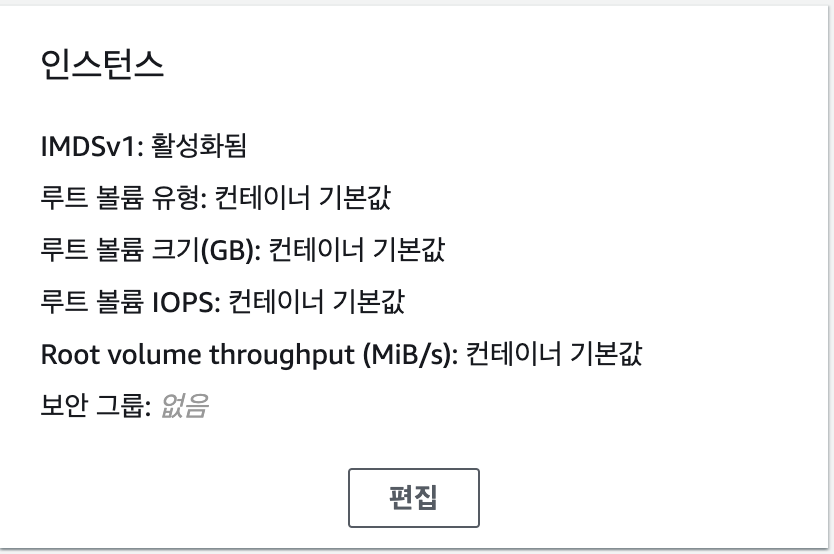 인스턴스
IMDSv1: 활성화됨
루트 볼륨 유형: 컨테이너 기본값
루트 볼륨 크기(GB): 컨테이너 기본값
루트 볼륨 IOPS: 컨테이너 기본값
Root volume throughput (MiB/s): 컨테이너 기본값
보안 그룹: 없음
편집